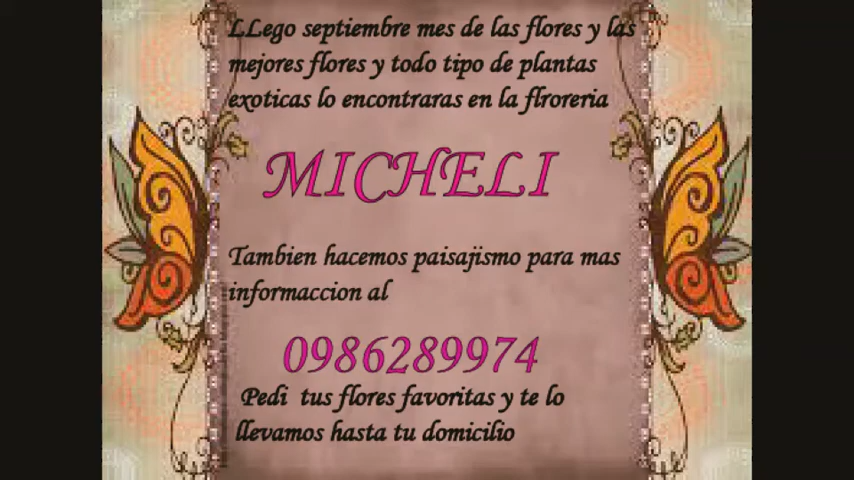 LLego septiembre mes de las flores y las
mejores flores y todo tipo de plantas
exoticas lo encontraras en la flroreria
MICHELI
Tambien hacemos paisajismo para mas
informaccion al
0986289974
Pedi tus flores favoritas y te lo
llevamos hasta tu domicilio